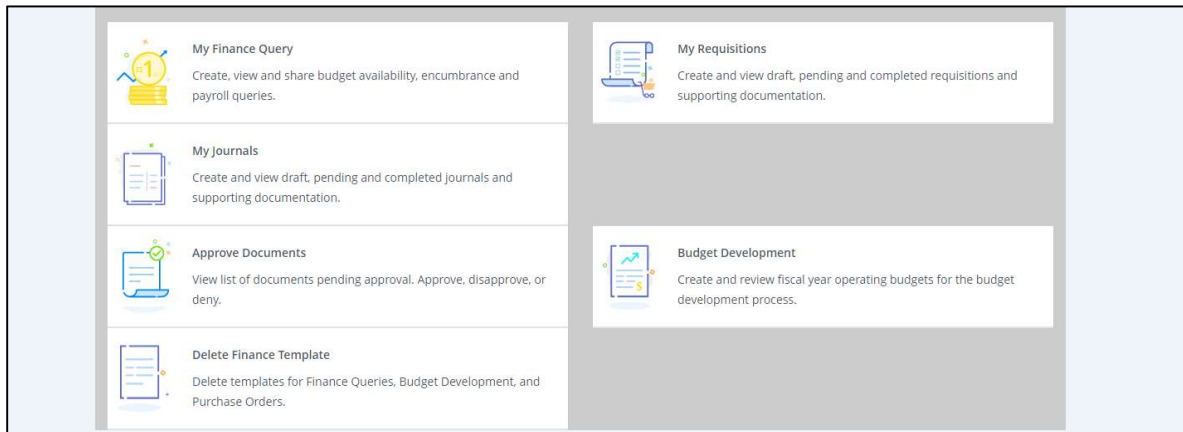 My Finance Query
Create, view and share budget availability, encumbrance and
payroll queries.
My Requisitions
Create and view draft, pending and completed requisitions and
supporting documentation.
My Journals
Create and view draft, pending and completed journals and
supporting documentation.
Approve Documents
View list of documents pending approval. Approve, disapprove, or
deny.
Budget Development
Create and review fiscal year operating budgets for the budget
development process.
Delete Finance Template
Delete templates for Finance Queries, Budget Development, and
Purchase Orders.